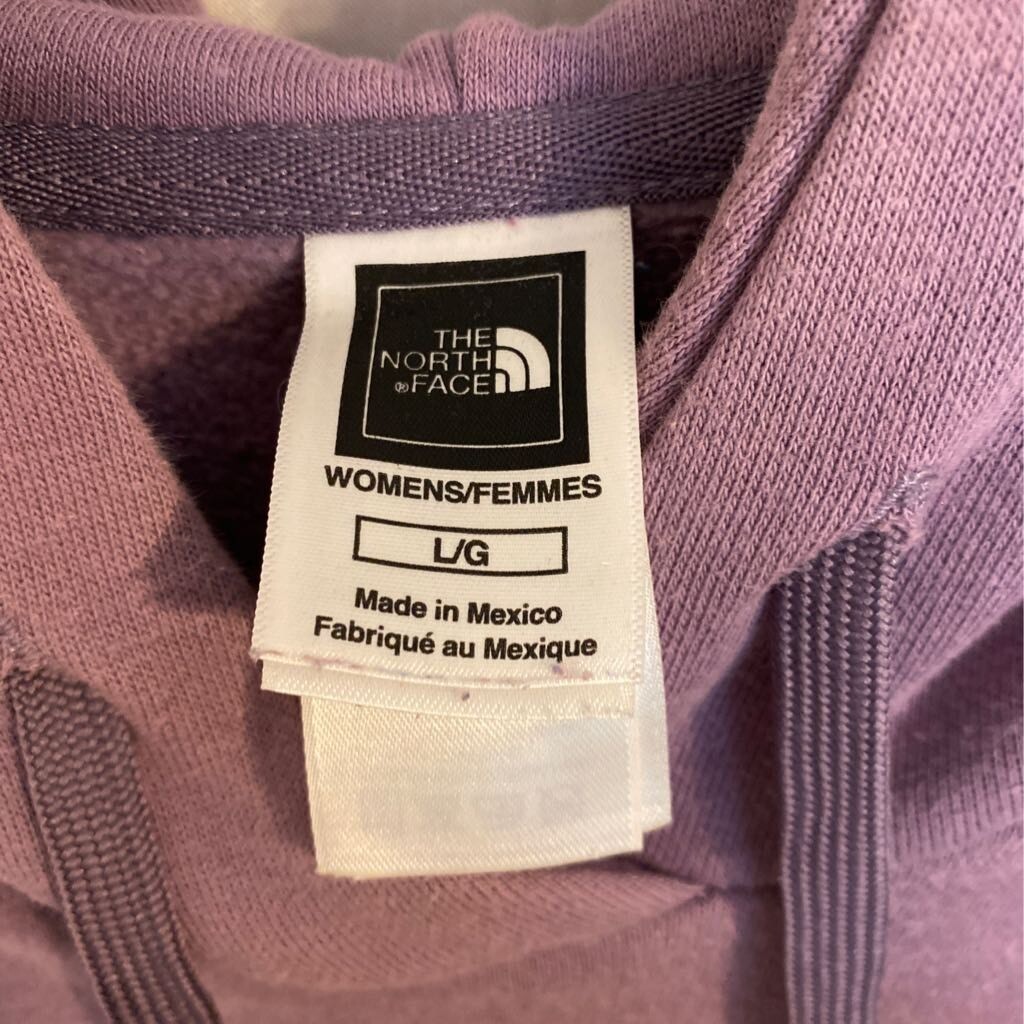 THE
NORTH
®FACE
WOMENS/FEMMES
L/G
Made in Mexico
Fabriqué au Mexique